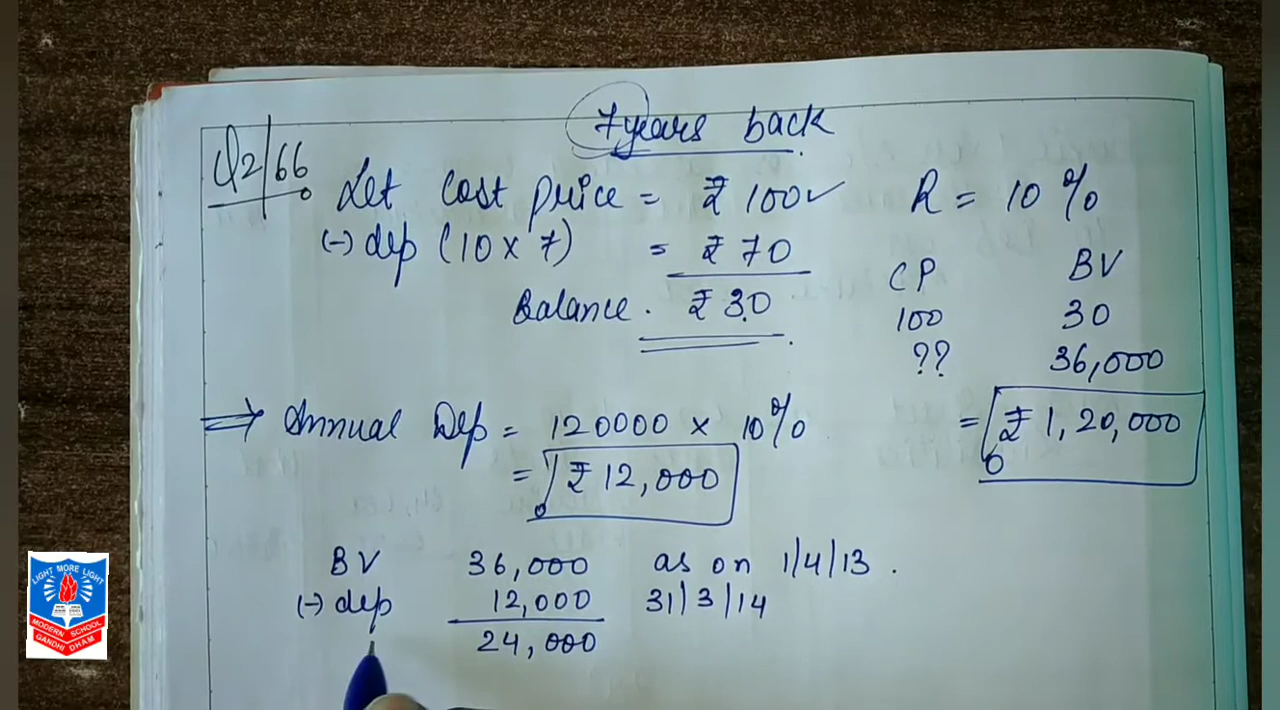 7years back
Q2/66
Let cost price = ₹ 100✓ R = 10%
(-) dep (10 x 7) = ₹ 70
CP BV
Balance. ₹ 30
100 30
?? 36,000
⇒ Annual Dep = 120000 x 10%
= ₹ 1,20,000
= ₹ 12,000
BV 36,000 as on 1/4/13.
(-) dep 12,000 31/3/14
24,000
LIGHT MORE LIGHT
MODERN SCHOOL
GANDHI DHAM